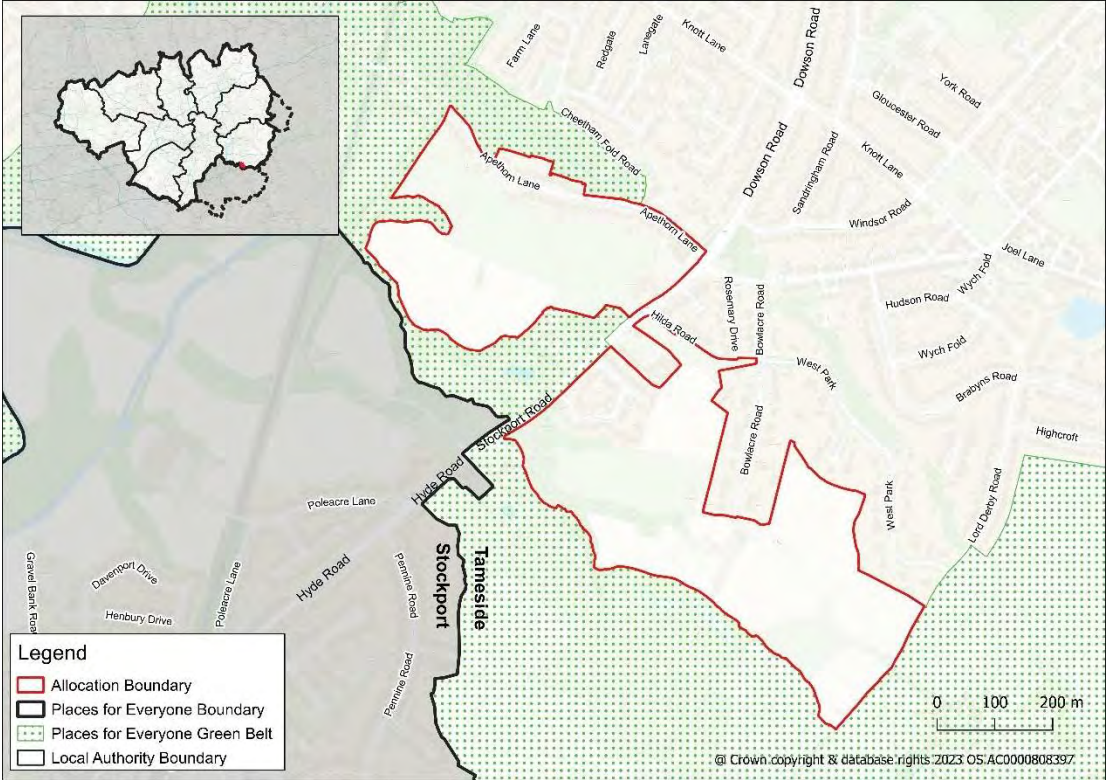 Farm Lane
Redgate
Lanegate
Knott Lane
Dowson Road
York Road
Gloucester Road
Cheetham Fold Road
Dowson Road
Sandringham Road
Knott Lane
Apethorn Lane
Apethorn Lane
Windsor Road
Joel Lane
Wych Fold
Rosemary Drive
Bowlacre Road
Hudson Road
Hilda Road
Wych Fold
West Park
Brabyns Road
Stockport Road
Bowlacre Road
Highcroft
Hyde Road
Poleacre Lane
West Park
Lord Derby Road
Tameside
Stockport
Gravel Bank Road
Davenport Drive
Henbury Drive
Poleacre Lane
Hyde Road
Pennine Road
Pennine Road
Legend
Allocation Boundary
Places for Everyone Boundary
Places for Everyone Green Belt
Local Authority Boundary
0 100 200 m
@ Crown copyright & database rights 2023 OS AC0000808397